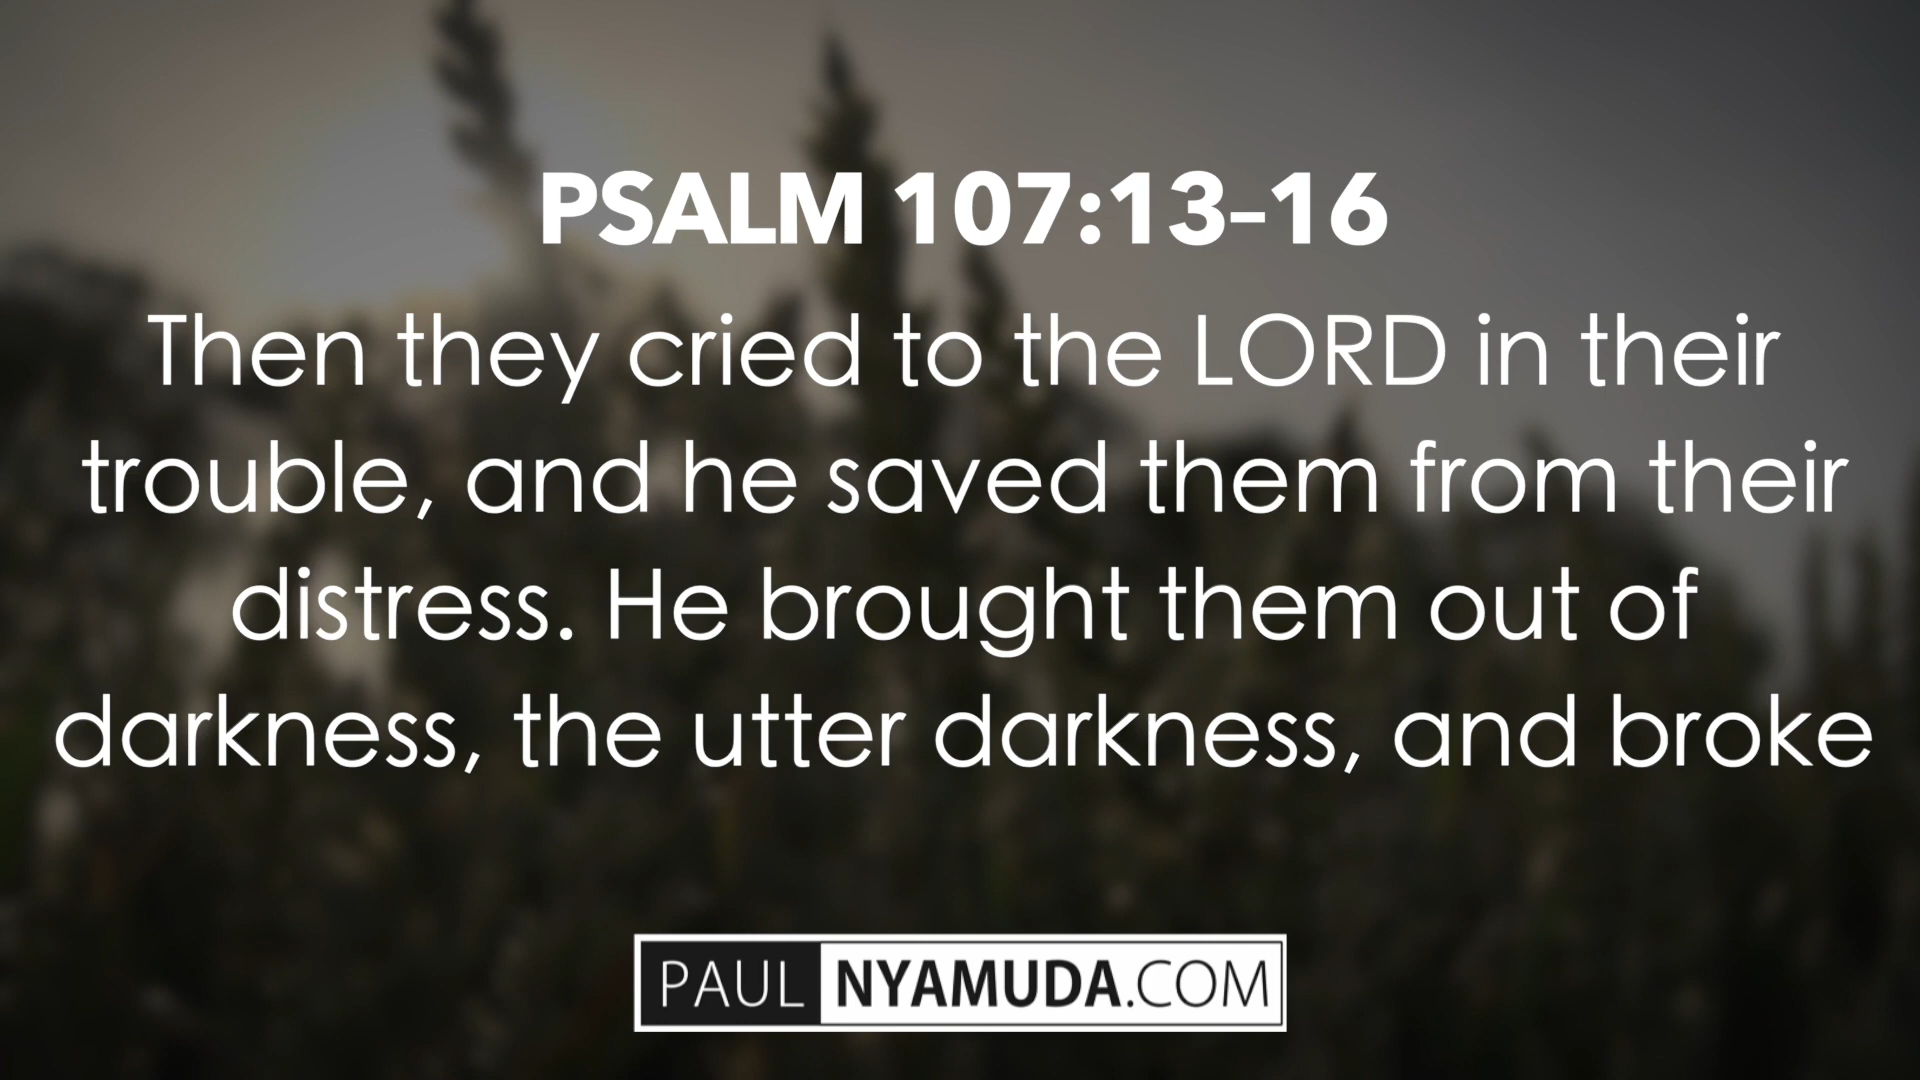 PSALM 107:13–16
Then they cried to the LORD in their
trouble, and he saved them from their
distress. He brought them out of
darkness, the utter darkness, and broke
PAUL NYAMUDA.COM